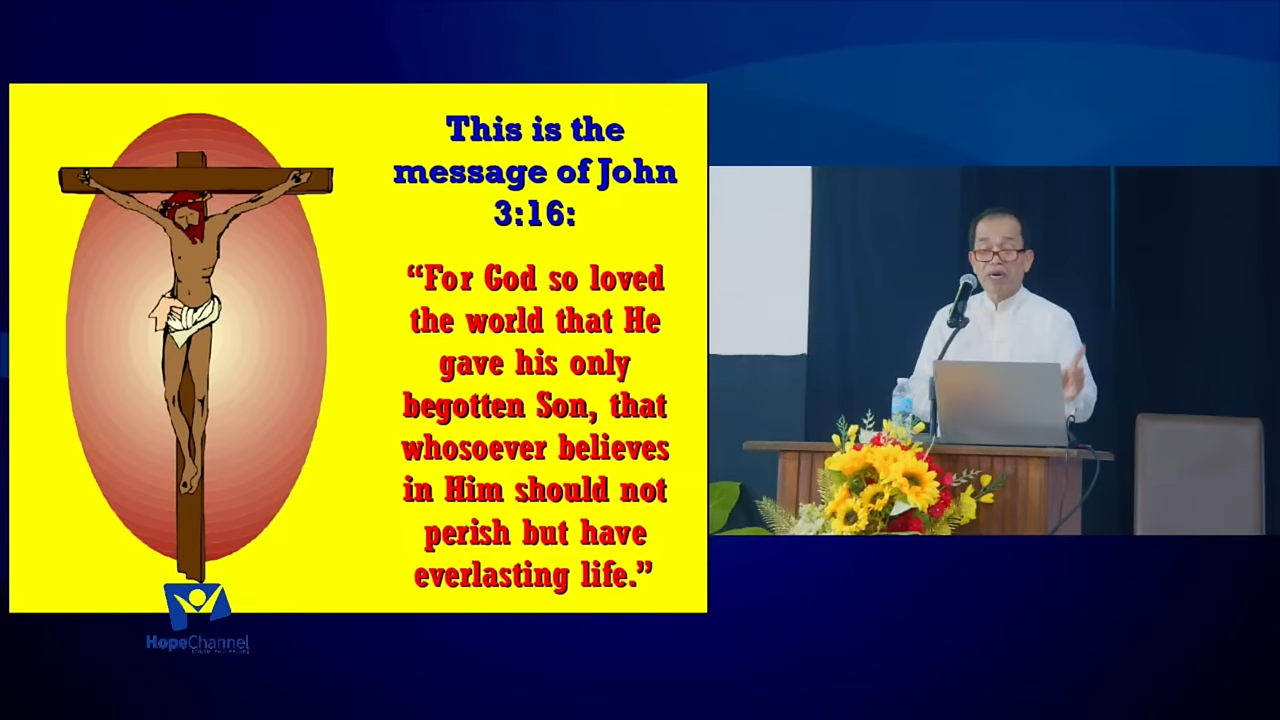 This is the
message of John
3:16:
“For God so loved
the world that He
gave his only
begotten Son, that
whosoever believes
in Him should not
perish but have
everlasting life.”
HopeChannel